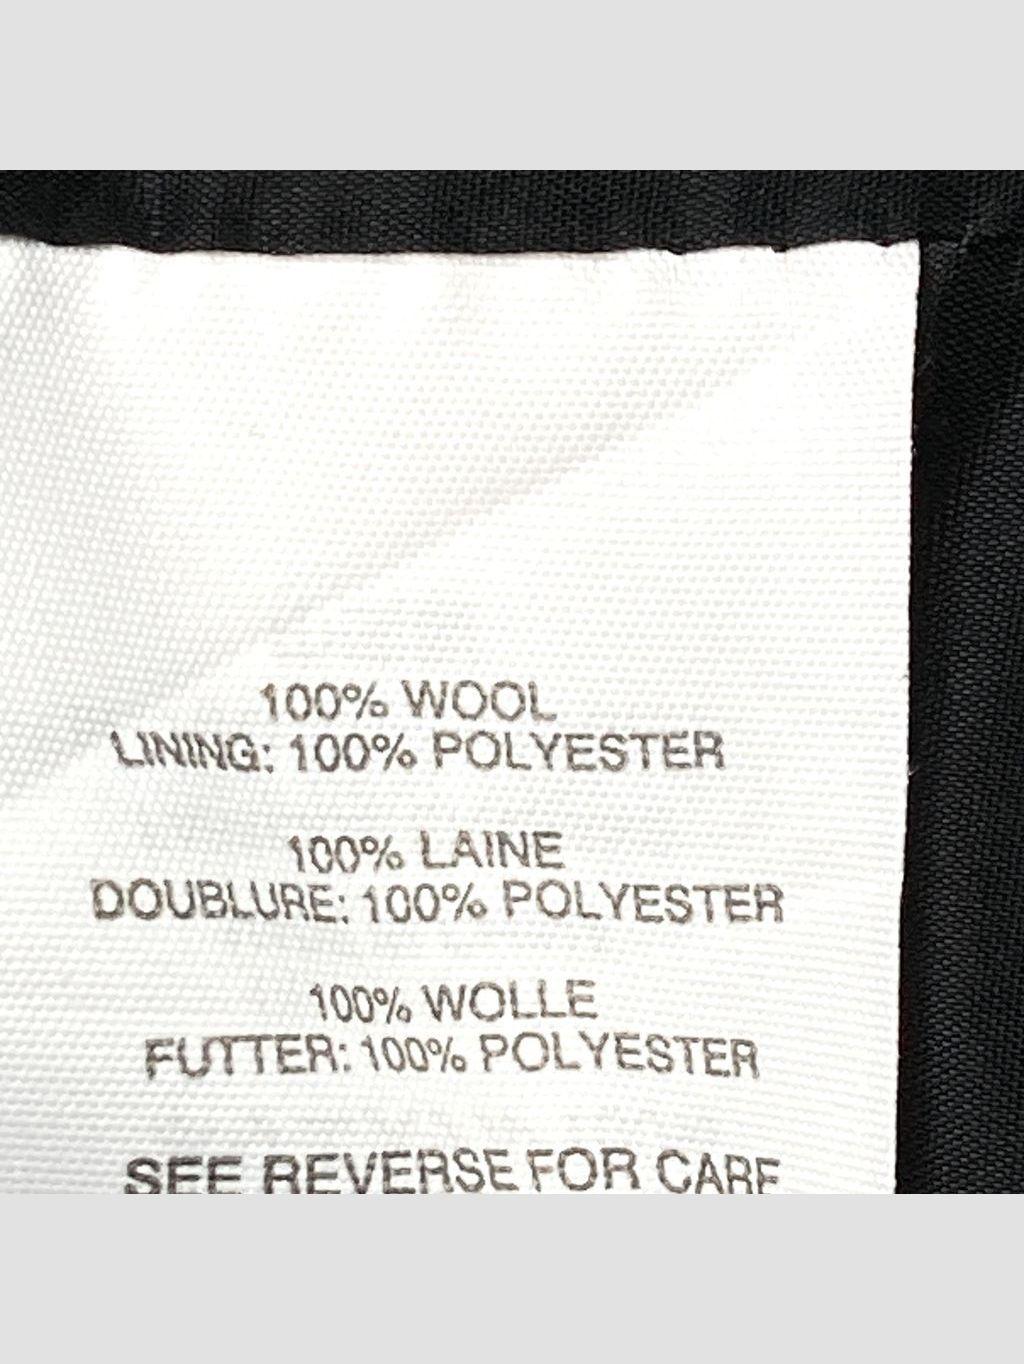 100% WOOL
LINING: 100% POLYESTER
100% LAINE
DOUBLURE: 100% POLYESTER
100% WOLLE
FUTTER: 100% POLYESTER
SEE REVERSE FOR CARE